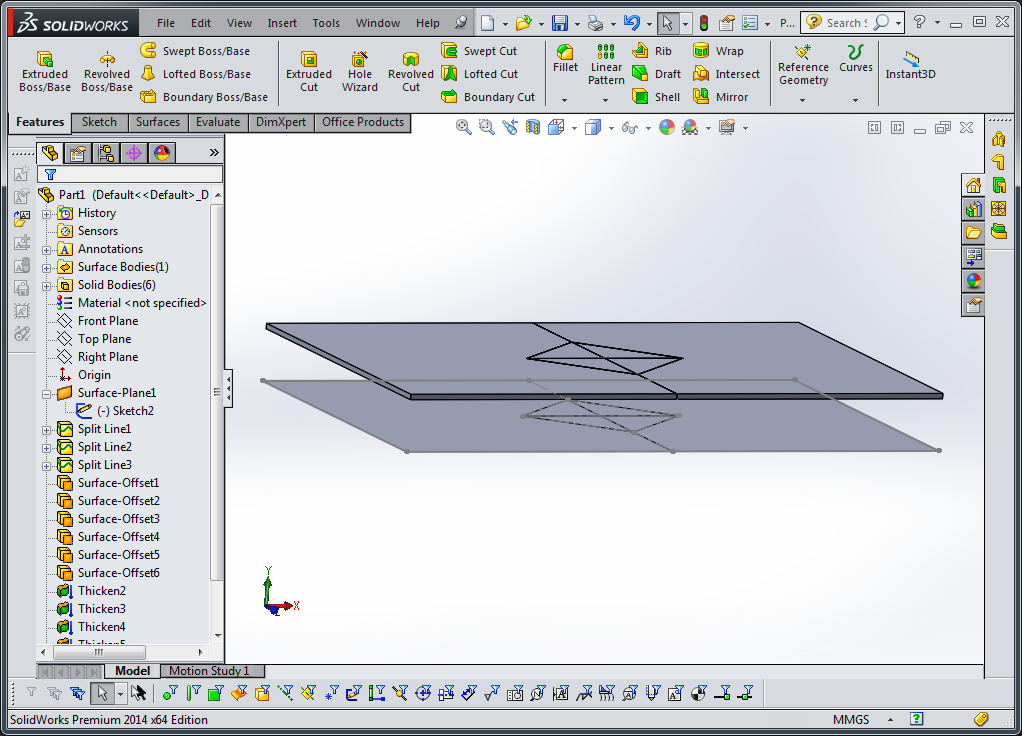 SOLIDWORKS File Edit View Insert Tools Window Help P... Search S
Extruded Boss/Base
Revolved Boss/Base
Swept Boss/Base
Lofted Boss/Base
Boundary Boss/Base
Extruded Cut
Hole Wizard
Revolved Cut
Swept Cut
Lofted Cut
Boundary Cut
Fillet
Linear Pattern
Rib
Draft
Shell
Wrap
Intersect
Mirror
Reference Geometry
Curves
Instant3D
Features Sketch Surfaces Evaluate DimXpert Office Products
Part1 (Default<<Default>_D
History
Sensors
Annotations
Surface Bodies(1)
Solid Bodies(6)
Material <not specified>
Front Plane
Top Plane
Right Plane
Origin
Surface-Plane1
(-) Sketch2
Split Line1
Split Line2
Split Line3
Surface-Offset1
Surface-Offset2
Surface-Offset3
Surface-Offset4
Surface-Offset5
Surface-Offset6
Thicken2
Thicken3
Thicken4
Thicken5
Y
X
Z
Model Motion Study 1
SolidWorks Premium 2014 x64 Edition MMGS